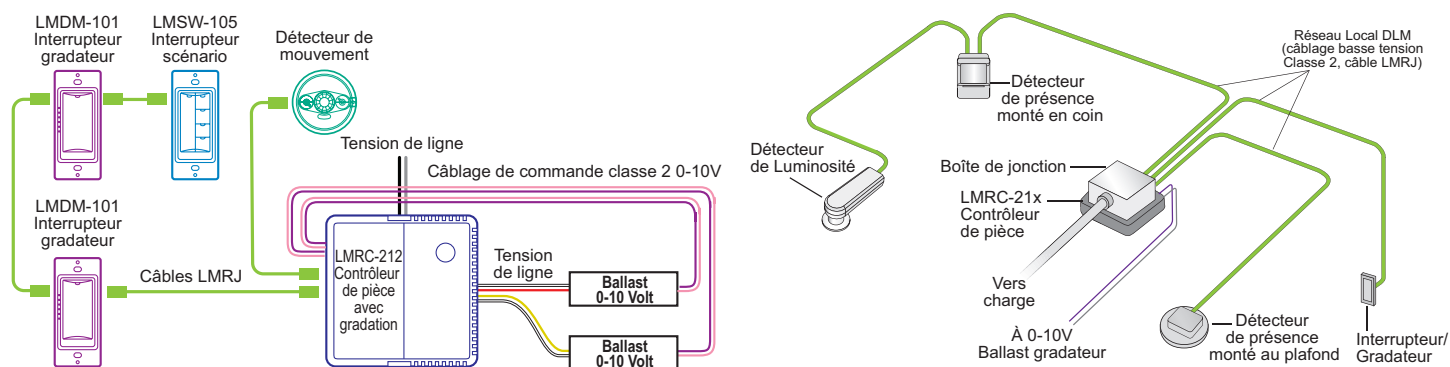 LMDM-101
Interrupteur
gradateur
LMSW-105
Interrupteur
scénario
Détecteur de
mouvement
Tension de ligne
Câblage de commande classe 2 0-10V
LMDM-101
Interrupteur
gradateur
Câbles LMRJ
LMRC-212
Contrôleur
de pièce
avec
gradation
Tension
de ligne
Ballast
0-10 Volt
Ballast
0-10 Volt
Réseau Local DLM
(câblage basse tension
Classe 2, câble LMRJ)
Détecteur
de présence
monté en coin
Détecteur
de Luminosité
Boîte de jonction
LMRC-21x
Contrôleur
de pièce
Vers
charge
À 0-10V
Ballast gradateur
Détecteur
de présence
monté au plafond
Interrupteur/
Gradateur